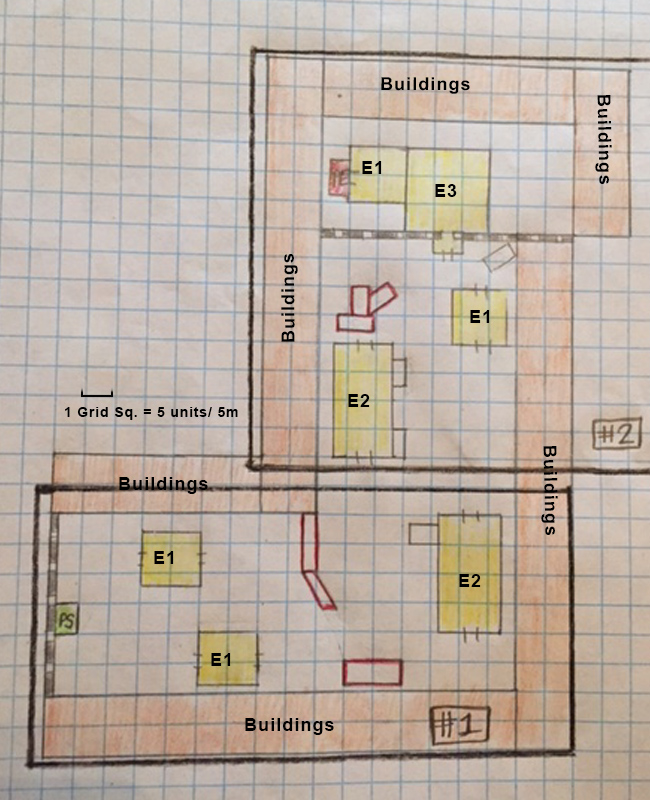 Buildings
Buildings
E1
E3
Buildings
E1
E2
1 Grid Sq. = 5 units/ 5m
#2
Buildings
Buildings
E1
E2
PS
E1
Buildings
#1